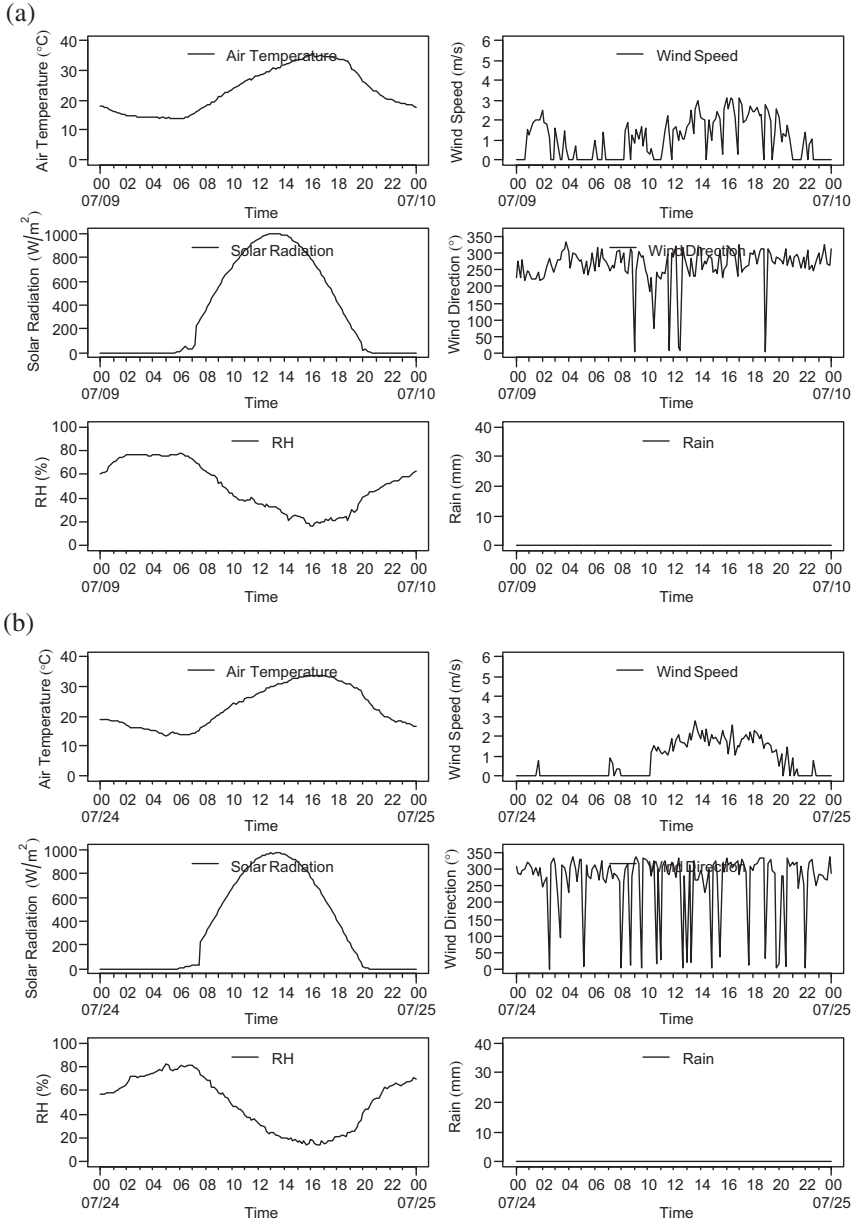 (a)
Air Temperature (°C)
40
30
20
10
0
Air Temperature
00 02 04 06 08 10 12 14 16 18 20 22 00
07/09 07/10
Time
Wind Speed (m/s)
6
5
4
3
2
1
0
Wind Speed
00 02 04 06 08 10 12 14 16 18 20 22 00
07/09 07/10
Time
Solar Radiation (W/m²)
1000
800
600
400
200
0
Solar Radiation
00 02 04 06 08 10 12 14 16 18 20 22 00
07/09 07/10
Time
Wind Direction (°)
350
300
250
200
150
100
50
0
Wind Direction
00 02 04 06 08 10 12 14 16 18 20 22 00
07/09 07/10
Time
RH (%)
100
80
60
40
20
0
RH
00 02 04 06 08 10 12 14 16 18 20 22 00
07/09 07/10
Time
Rain (mm)
40
30
20
10
0
Rain
00 02 04 06 08 10 12 14 16 18 20 22 00
07/09 07/10
Time
(b)
Air Temperature (°C)
40
30
20
10
0
Air Temperature
00 02 04 06 08 10 12 14 16 18 20 22 00
07/24 07/25
Time
Wind Speed (m/s)
6
5
4
3
2
1
0
Wind Speed
00 02 04 06 08 10 12 14 16 18 20 22 00
07/24 07/25
Time
Solar Radiation (W/m²)
1000
800
600
400
200
0
Solar Radiation
00 02 04 06 08 10 12 14 16 18 20 22 00
07/24 07/25
Time
Wind Direction (°)
350
300
250
200
150
100
50
0
Wind Direction
00 02 04 06 08 10 12 14 16 18 20 22 00
07/24 07/25
Time
RH (%)
100
80
60
40
20
0
RH
00 02 04 06 08 10 12 14 16 18 20 22 00
07/24 07/25
Time
Rain (mm)
40
30
20
10
0
Rain
00 02 04 06 08 10 12 14 16 18 20 22 00
07/24 07/25
Time